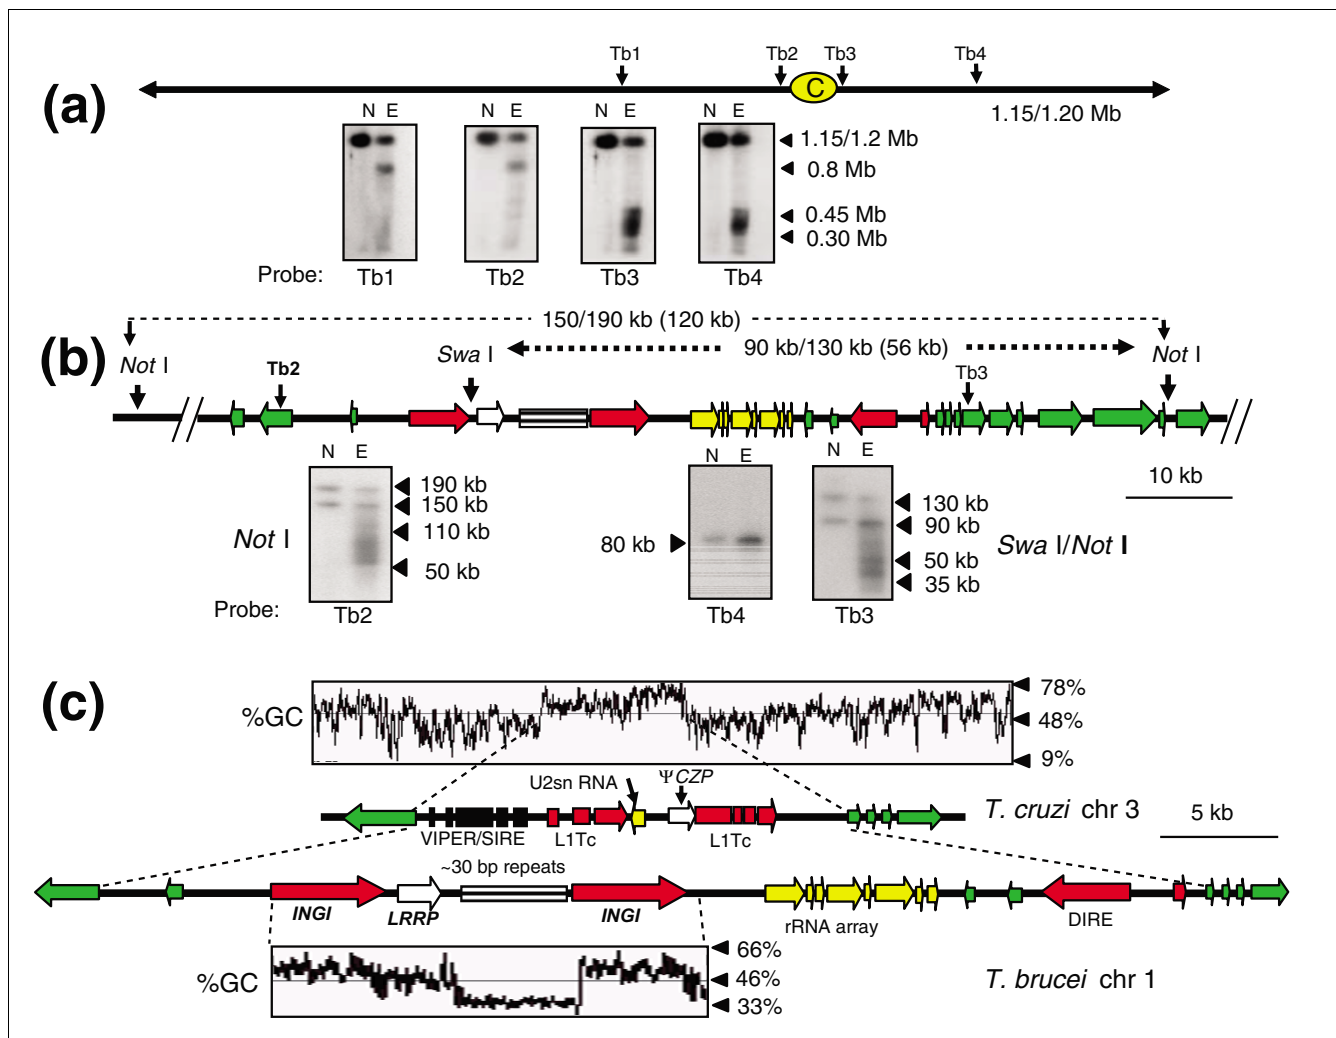 (a)
Tb1
Tb2
Tb3
Tb4
C
1.15/1.20 Mb
N E
N E
N E
N E
1.15/1.2 Mb
0.8 Mb
0.45 Mb
0.30 Mb
Probe:
Tb1
Tb2
Tb3
Tb4
150/190 kb (120 kb)
(b)
Not I
Tb2
Swa I
90 kb/130 kb (56 kb)
Tb3
Not I
10 kb
N E
190 kb
150 kb
110 kb
50 kb
Not I
N E
80 kb
N E
130 kb
90 kb
50 kb
35 kb
Swa I/Not I
Probe:
Tb2
Tb4
Tb3
(c)
%GC
78%
48%
9%
U2sn RNA
ΨCZP
T. cruzi chr 3
VIPER/SIRE
L1Tc
L1Tc
5 kb
~30 bp repeats
INGI
LRRP
INGI
rRNA array
DIRE
%GC
66%
46%
33%
T. brucei chr 1